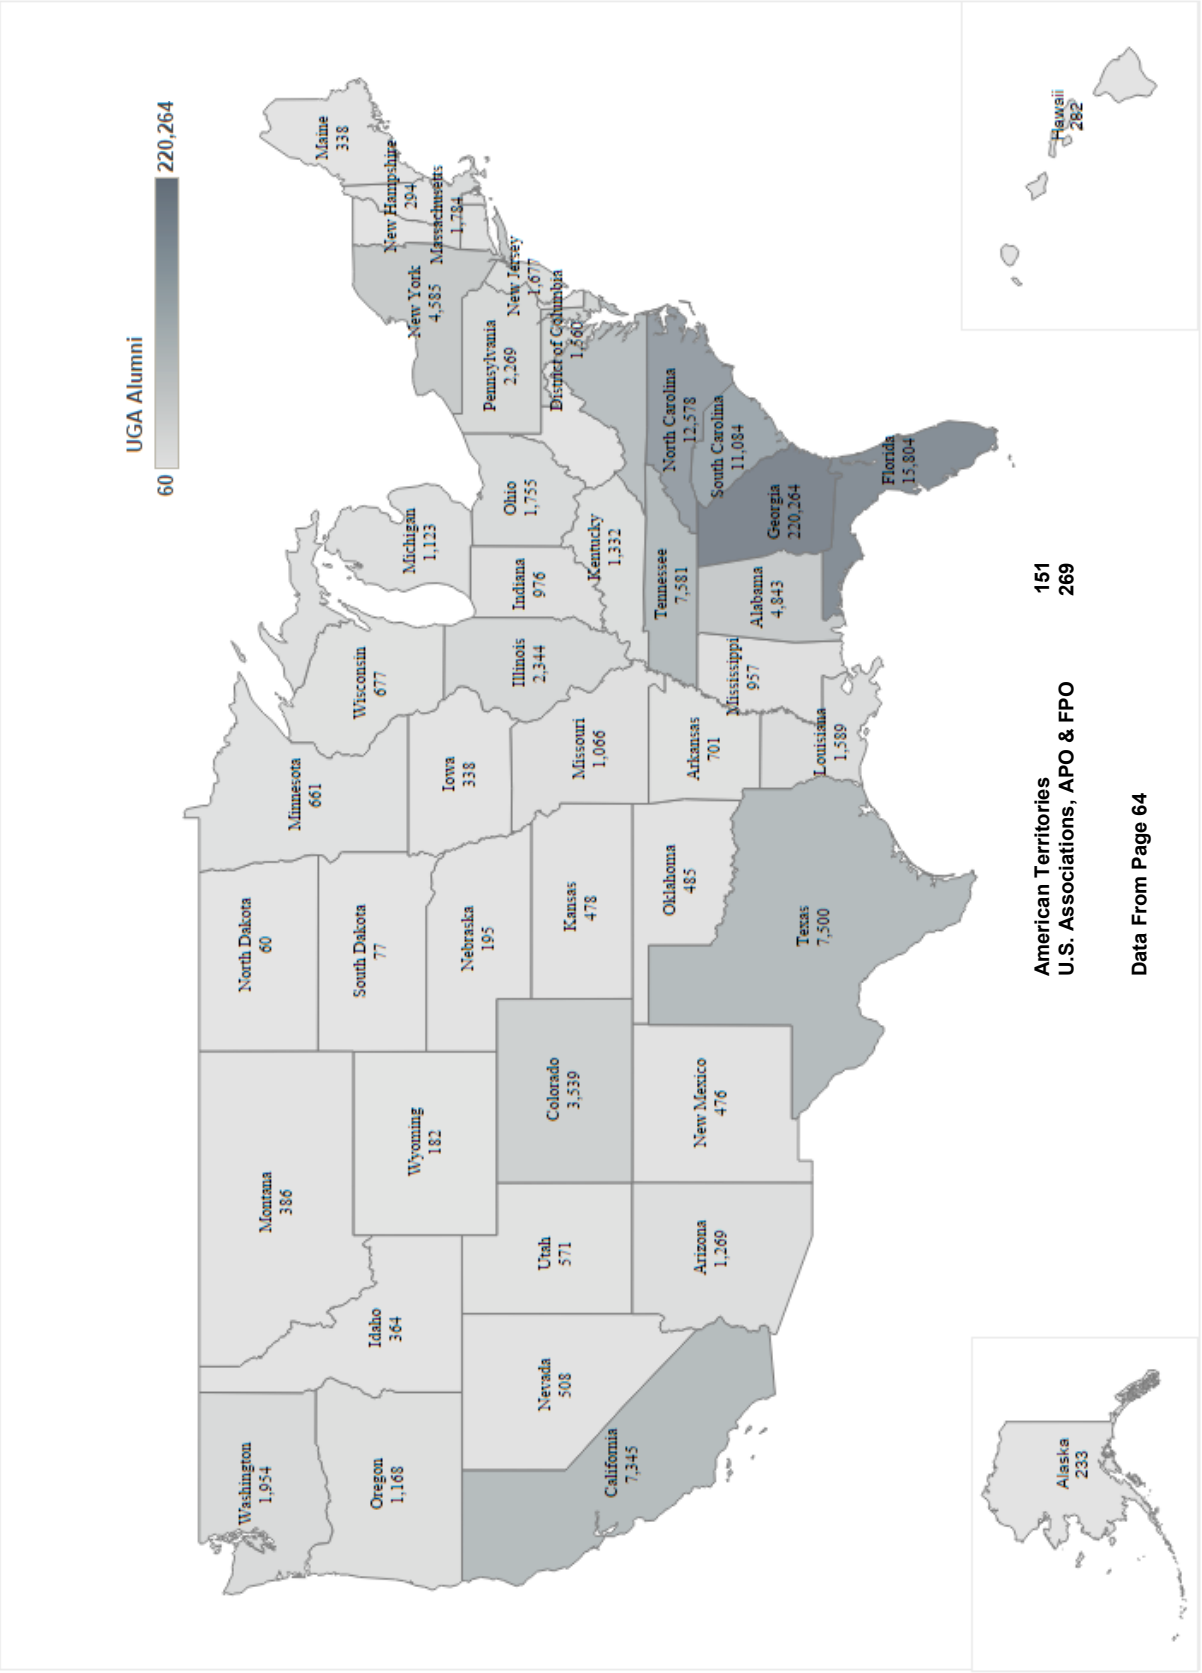 UGA Alumni
60
220,264
Washington
1,954
Oregon
1,168
California
7,345
Nevada
508
Idaho
364
Montana
386
Wyoming
182
Utah
571
Arizona
1,269
Colorado
3,539
New Mexico
476
North Dakota
60
South Dakota
77
Nebraska
195
Kansas
478
Oklahoma
485
Texas
7,500
Minnesota
661
Iowa
338
Missouri
1,066
Arkansas
701
Louisiana
1,589
Wisconsin
677
Illinois
2,344
Mississippi
957
Michigan
1,123
Indiana
976
Ohio
1,755
Kentucky
1,332
Tennessee
7,581
Alabama
4,843
Georgia
220,264
Florida
15,804
South Carolina
11,084
North Carolina
12,578
District of Columbia
1,560
Pennsylvania
2,269
New Jersey
1,677
New York
4,585
Massachusetts
1,784
New Hampshire
294
Maine
338
Alaska
233
Hawaii
282
American Territories 151
U.S. Associations, APO & FPO 269
Data From Page 64